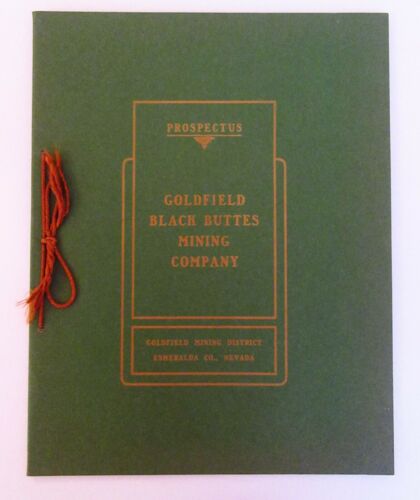 PROSPECTUS
GOLDFIELD
BLACK BUTTES
MINING
COMPANY
GOLDFIELD MINING DISTRICT
ESMERALDA CO., NEVADA